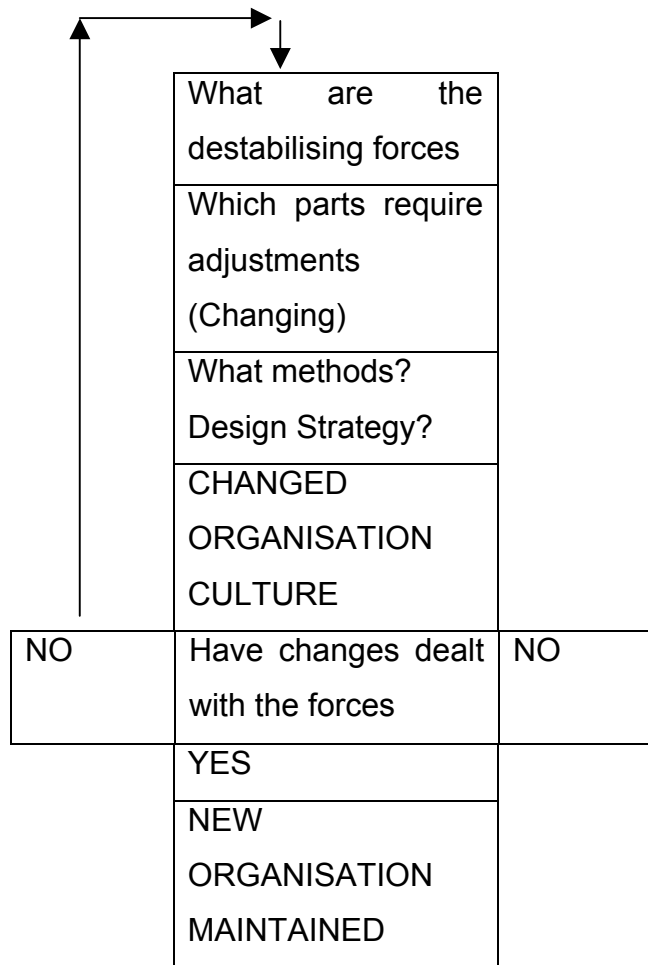 What are the
destabilising forces
Which parts require
adjustments
(Changing)
What methods?
Design Strategy?
CHANGED
ORGANISATION
CULTURE
NO
Have changes dealt
with the forces
NO
YES
NEW
ORGANISATION
MAINTAINED